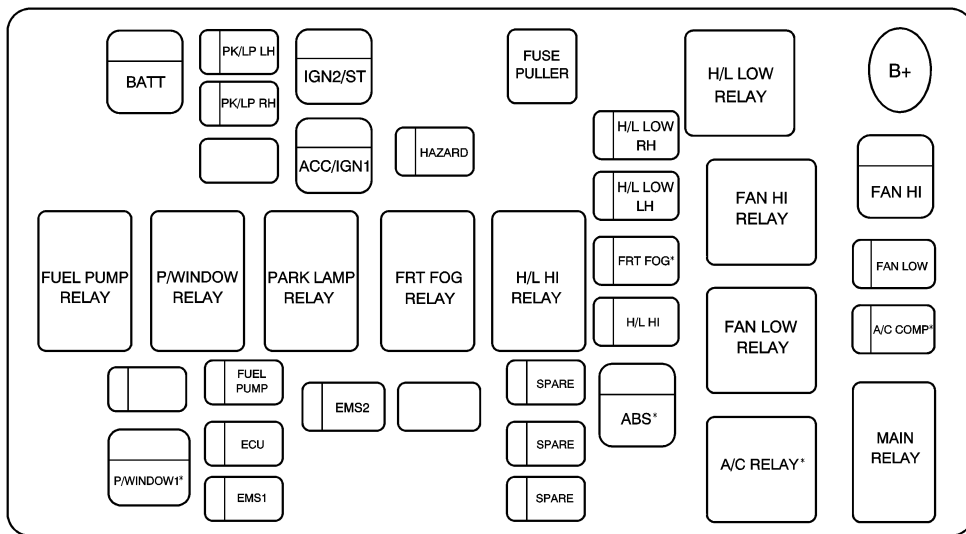 BATT
PK/LP LH
PK/LP RH
IGN2/ST
ACC/IGN1
HAZARD
FUSE
PULLER
H/L LOW
RH
H/L LOW
LH
FRT FOG*
H/L HI
H/L LOW
RELAY
B+
FAN HI
RELAY
FAN HI
FAN LOW
A/C COMP*
FUEL PUMP
RELAY
P/WINDOW
RELAY
PARK LAMP
RELAY
FRT FOG
RELAY
H/L HI
RELAY
FAN LOW
RELAY
FUEL
PUMP
ECU
EMS1
P/WINDOW1*
EMS2
SPARE
SPARE
SPARE
ABS*
A/C RELAY*
MAIN
RELAY